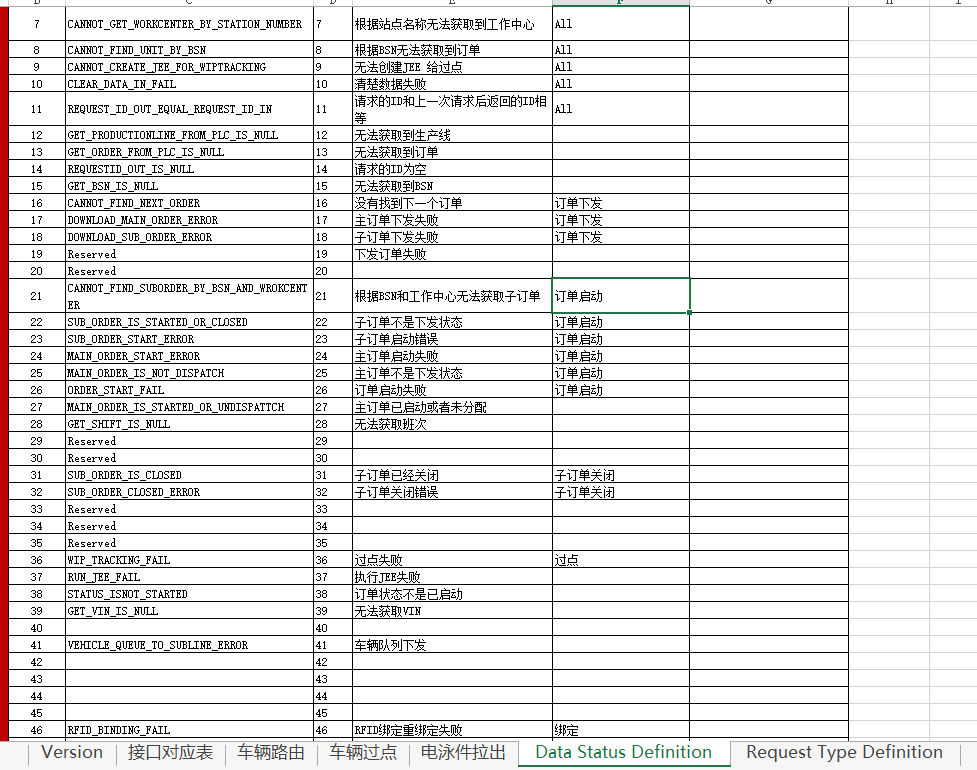 7 CANNOT_GET_WORKCENTER_BY_STATION_NUMBER 7 根据站点名称无法获取到工作中心 All
8 CANNOT_FIND_UNIT_BY_BSN 8 根据BSN无法获取到订单 All
9 CANNOT_CREATE_JEE_FOR_WIPTRACKING 9 无法创建JEE 给过点 All
10 CLEAR_DATA_IN_FAIL 10 清楚数据失败 All
11 REQUEST_ID_OUT_EQUAL_REQUEST_ID_IN 11 请求的ID和上一次请求后返回的ID相 All
等
12 GET_PRODUCTIONLINE_FROM_PLC_IS_NULL 12 无法获取到生产线
13 GET_ORDER_FROM_PLC_IS_NULL 13 无法获取到订单
14 REQUESTID_OUT_IS_NULL 14 请求的ID为空
15 GET_BSN_IS_NULL 15 无法获取到BSN
16 CANNOT_FIND_NEXT_ORDER 16 没有找到下一个订单 订单下发
17 DOWNLOAD_MAIN_ORDER_ERROR 17 主订单下发失败 订单下发
18 DOWNLOAD_SUB_ORDER_ERROR 18 子订单下发失败 订单下发
19 Reserved 19 下发订单失败
20 Reserved 20
21 CANNOT_FIND_SUBORDER_BY_BSN_AND_WROKCENT 21 根据BSN和工作中心无法获取子订单 订单启动
ER
22 SUB_ORDER_IS_STARTED_OR_CLOSED 22 子订单不是下发状态 订单启动
23 SUB_ORDER_START_ERROR 23 子订单启动错误 订单启动
24 MAIN_ORDER_START_ERROR 24 主订单启动失败 订单启动
25 MAIN_ORDER_IS_NOT_DISPATCH 25 主订单不是下发状态 订单启动
26 ORDER_START_FAIL 26 订单启动失败 订单启动
27 MAIN_ORDER_IS_STARTED_OR_UNDISPATTCH 27 主订单已启动或者未分配
28 GET_SHIFT_IS_NULL 28 无法获取班次
29 Reserved 29
30 Reserved 30
31 SUB_ORDER_IS_CLOSED 31 子订单已经关闭 子订单关闭
32 SUB_ORDER_CLOSED_ERROR 32 子订单关闭错误 子订单关闭
33 Reserved 33
34 Reserved 34
35 Reserved 35
36 WIP_TRACKING_FAIL 36 过点失败 过点
37 RUN_JEE_FAIL 37 执行JEE失败
38 STATUS_ISNOT_STARTED 38 订单状态不是已启动
39 GET_VIN_IS_NULL 39 无法获取VIN
40 40
41 VEHICLE_QUEUE_TO_SUBLINE_ERROR 41 车辆队列下发
42 42
43 43
44 44
45 45
46 RFID_BINDING_FAIL 46 RFID绑定重绑定失败 绑定
Version 接口对应表 车辆路由 车辆过点 电泳件拉出 Data Status Definition Request Type Definition